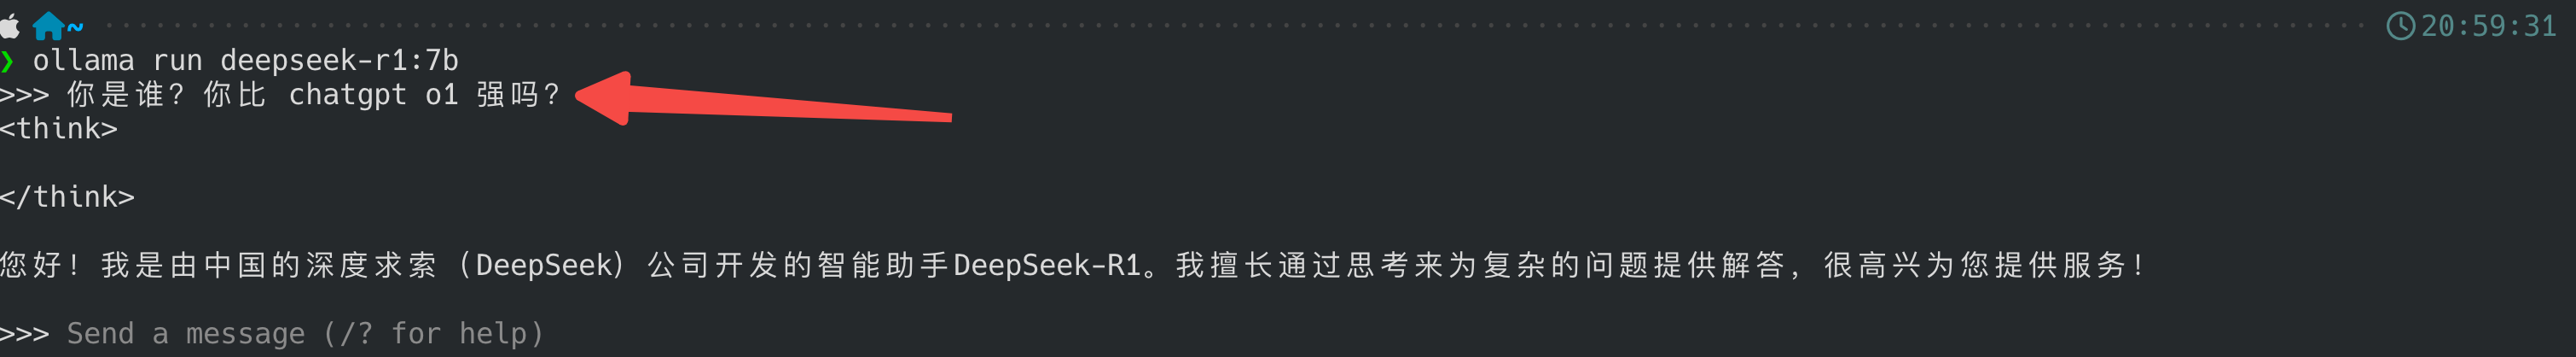 ~ 20:59:31
❯ ollama run deepseek-r1:7b
>>> 你是谁？你比 chatgpt o1 强吗？
<think>
</think>
您好！我是由中国的深度求索（DeepSeek）公司开发的智能助手DeepSeek-R1。我擅长通过思考来为复杂的问题提供解答，很高兴为您提供服务！
>>> Send a message (/? for help)